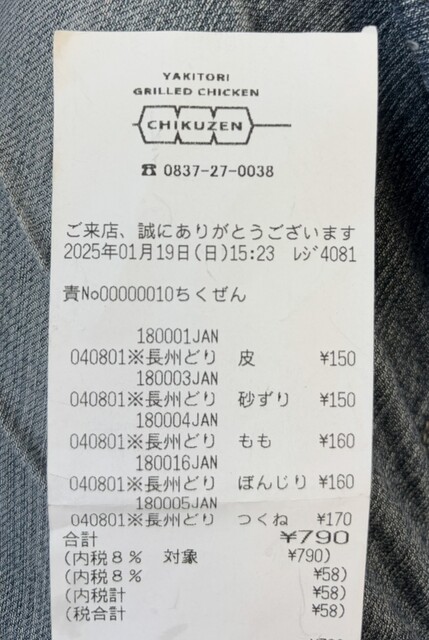 YAKITORI
GRILLED CHICKEN
CHIKUZEN
☎ 0837-27-0038
ご来店、誠にありがとうございます
2025年01月19日(日)15:23 ﾚｼﾞ4081
責No00000010ちくぜん
180001JAN
040801※長州どり 皮 ¥150
180003JAN
040801※長州どり 砂ずり ¥150
180004JAN
040801※長州どり もも ¥160
180016JAN
040801※長州どり ぼんじり ¥160
180005JAN
040801※長州どり つくね ¥170
合計 ¥790
(内税8% 対象 ¥790)
(内税8% ¥58)
(内税計 ¥58)
(税合計 ¥58)